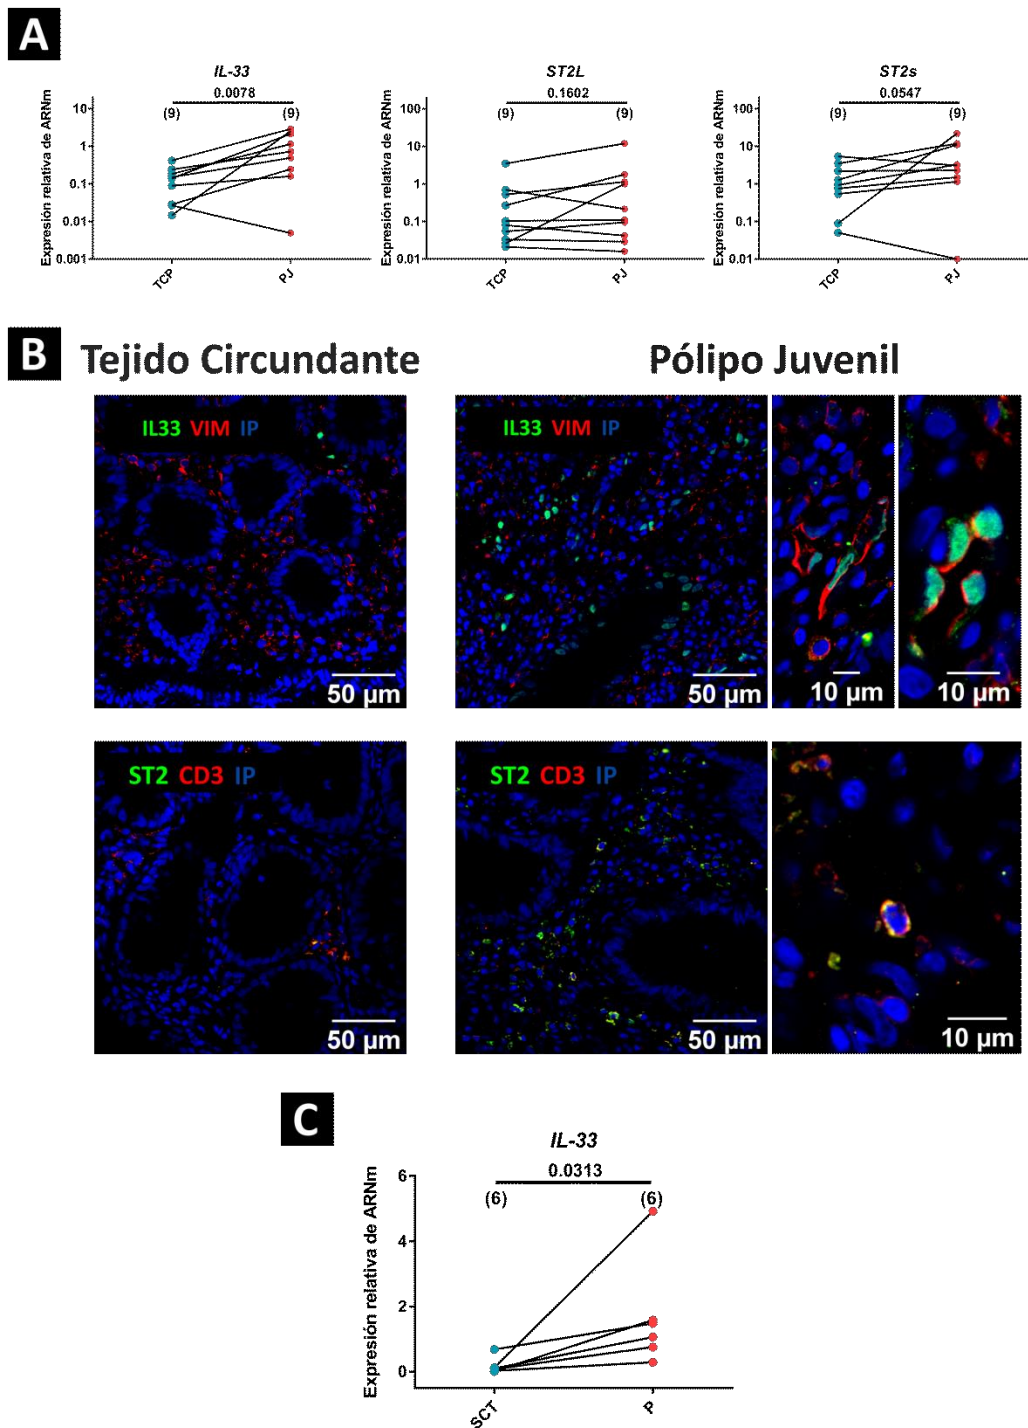 A
IL-33
0.0078
(9) (9)
Expresión relativa de ARNm
10
1
0.1
0.01
0.001
TCP PJ
ST2L
0.1602
(9) (9)
Expresión relativa de ARNm
100
10
1
0.1
0.01
TCP PJ
ST2s
0.0547
(9) (9)
Expresión relativa de ARNm
100
10
1
0.1
0.01
TCP PJ
B
Tejido Circundante
Pólipo Juvenil
IL33 VIM IP
50 µm
IL33 VIM IP
50 µm
10 µm
10 µm
ST2 CD3 IP
50 µm
ST2 CD3 IP
50 µm
10 µm
C
IL-33
0.0313
(6) (6)
Expresión relativa de ARNm
6
4
2
0
SCT P